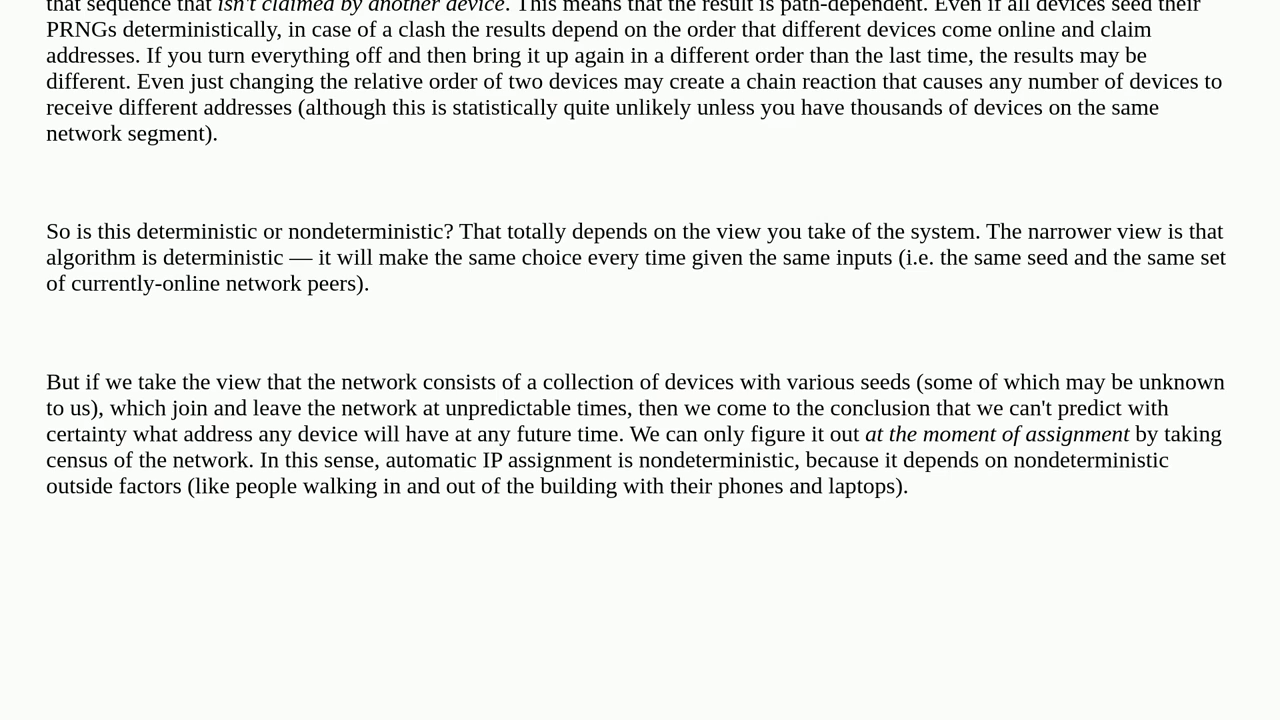 that sequence that isn't claimed by another device. This means that the result is path-dependent. Even if all devices seed their
PRNGs deterministically, in case of a clash the results depend on the order that different devices come online and claim
addresses. If you turn everything off and then bring it up again in a different order than the last time, the results may be
different. Even just changing the relative order of two devices may create a chain reaction that causes any number of devices to
receive different addresses (although this is statistically quite unlikely unless you have thousands of devices on the same
network segment).
So is this deterministic or nondeterministic? That totally depends on the view you take of the system. The narrower view is that
algorithm is deterministic — it will make the same choice every time given the same inputs (i.e. the same seed and the same set
of currently-online network peers).
But if we take the view that the network consists of a collection of devices with various seeds (some of which may be unknown
to us), which join and leave the network at unpredictable times, then we come to the conclusion that we can't predict with
certainty what address any device will have at any future time. We can only figure it out at the moment of assignment by taking
census of the network. In this sense, automatic IP assignment is nondeterministic, because it depends on nondeterministic
outside factors (like people walking in and out of the building with their phones and laptops).